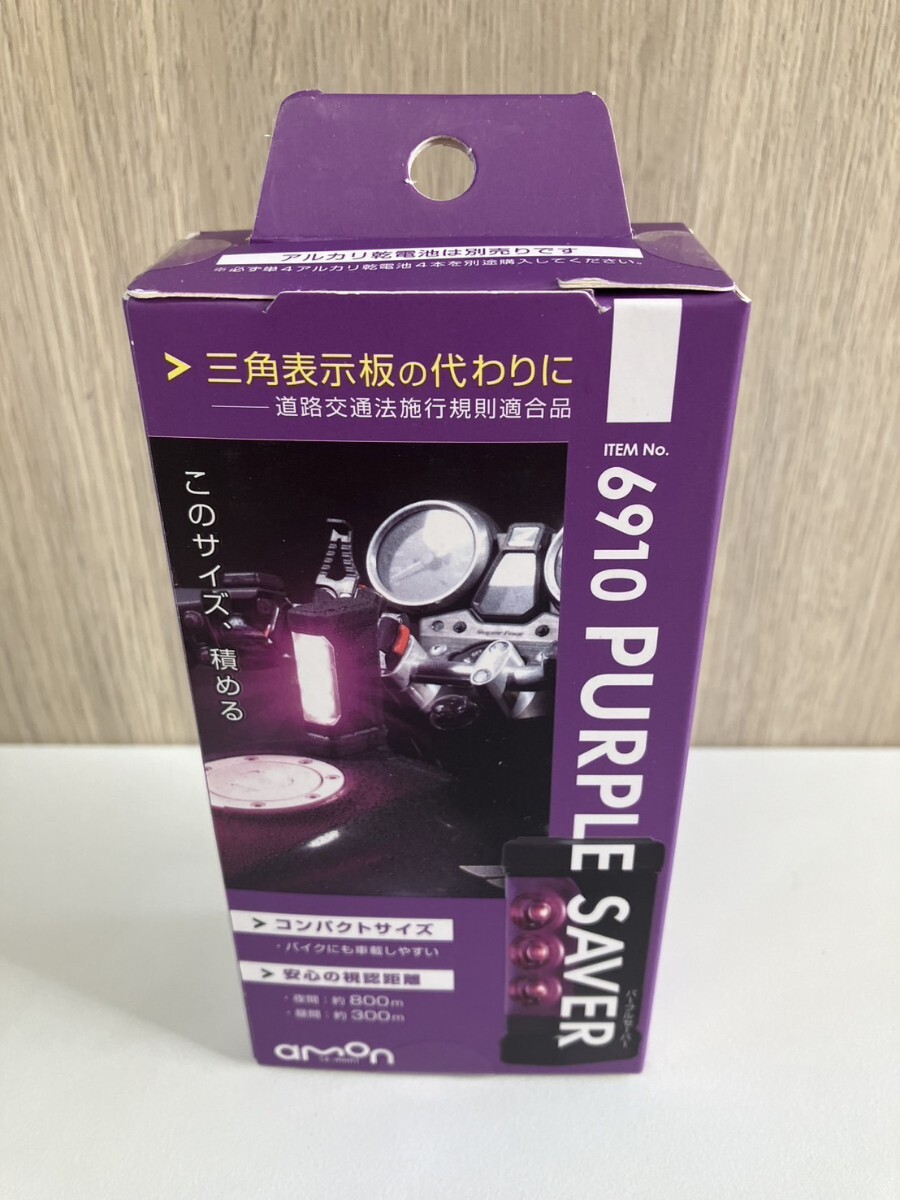 アルカリ乾電池は別売りです
※必ず単4アルカリ乾電池4本を別途購入してください。
> 三角表示板の代わりに
道路交通法施行規則適合品
このサイズ、積める
ITEM No.
6910 PURPLE SAVER
パープルセーバー
Super Four
> コンパクトサイズ
・バイクにも車載しやすい
> 安心の視認距離
・夜間：約800m
・昼間：約300m
amon